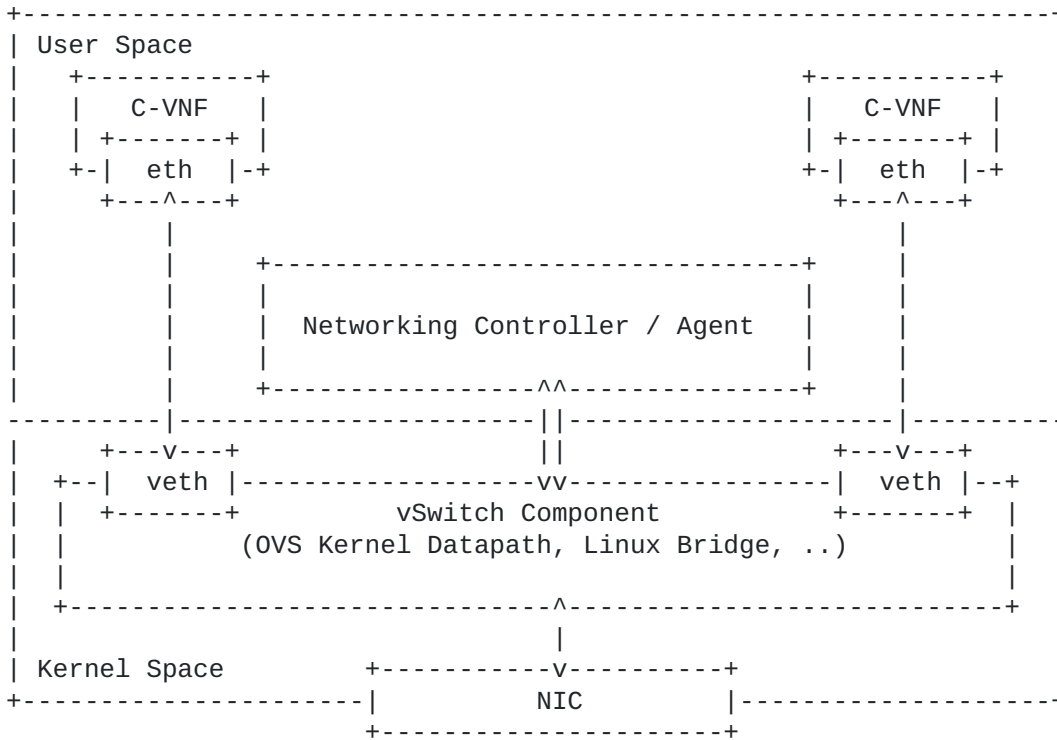 User Space
C-VNF C-VNF
eth eth
Networking Controller / Agent
veth veth
vSwitch Component
(OVS Kernel Datapath, Linux Bridge, ..)
Kernel Space
NIC